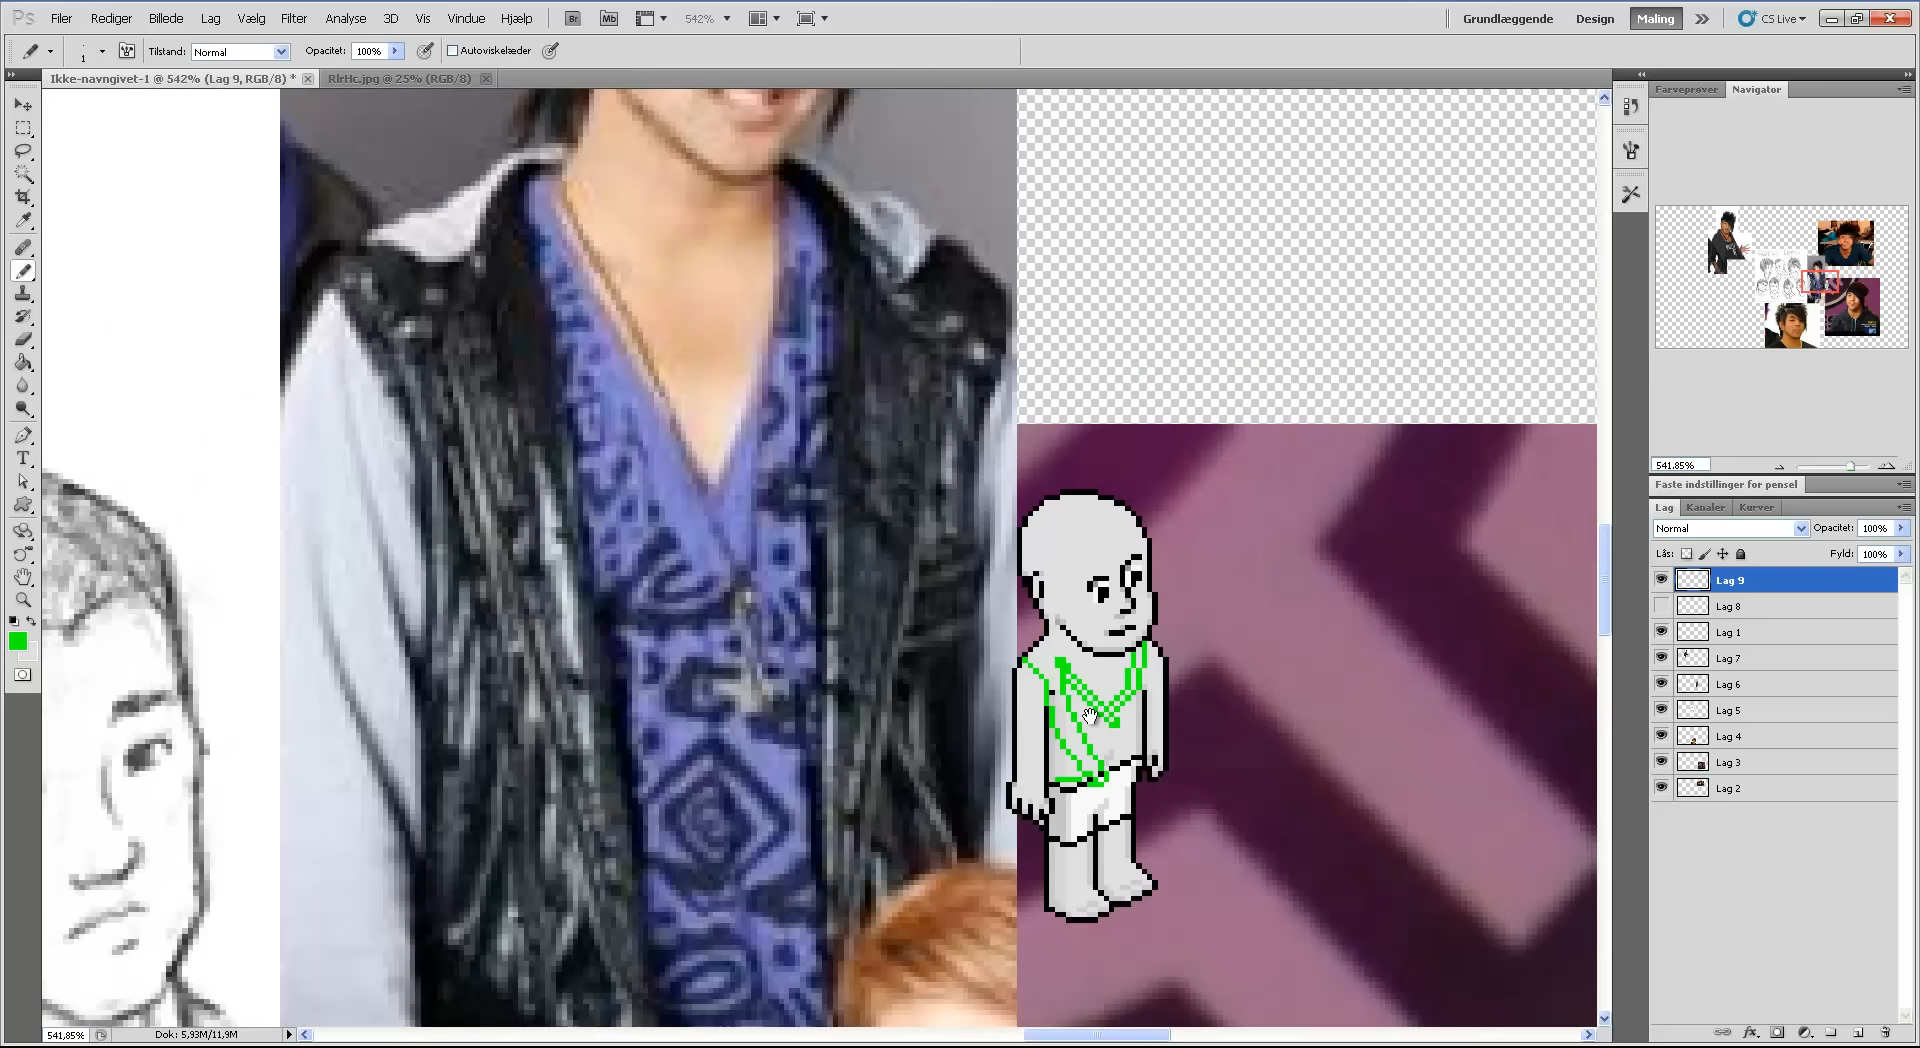 Ps Filer Rediger Billede Lag Vælg Filter Analyse 3D Vis Vindue Hjælp Br Mb 542% Grundlæggende Design Maling CS Live
1 Tilstand: Normal Opacitet: 100% Autoviskelæder
Ikke-navngivet-1 @ 542% (Lag 9, RGB/8) * RlrHc.jpg @ 25% (RGB/8)
Farveprøver Navigator
541.85%
Faste indstillinger for pensel
Lag Kanaler Kurver
Normal Opacitet: 100%
Lås: Fyld: 100%
Lag 9
Lag 8
Lag 1
Lag 7
Lag 6
Lag 5
Lag 4
Lag 3
Lag 2
541,85% Dok: 5,93M/11,9M